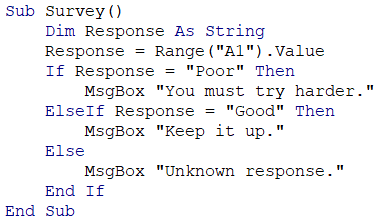 Sub Survey()
    Dim Response As String
    Response = Range("A1").Value
    If Response = "Poor" Then
        MsgBox "You must try harder."
    ElseIf Response = "Good" Then
        MsgBox "Keep it up."
    Else
        MsgBox "Unknown response."
    End If
End Sub